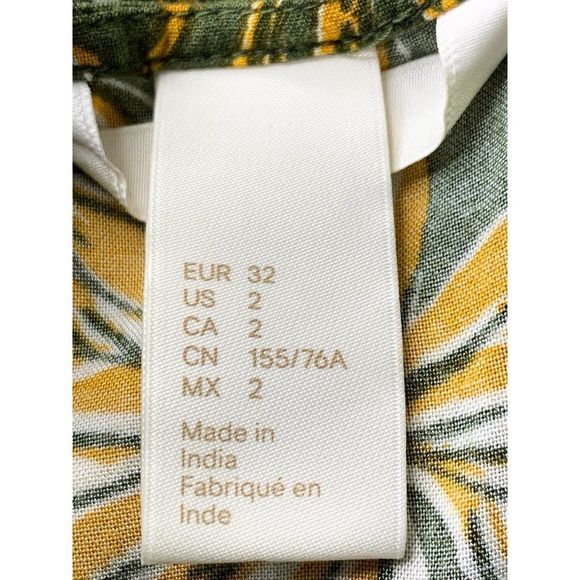 EUR 32
US 2
CA 2
CN 155/76A
MX 2
Made in
India
Fabriqué en
Inde